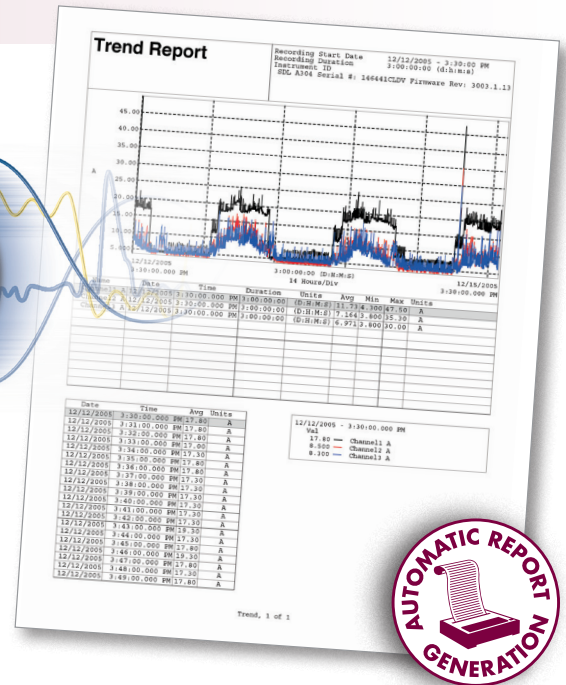 Trend Report
Recording Start Date 12/12/2005 - 3:30:00 PM
Recording Duration 3:00:00:00 (d:h:m:s)
Instrument ID
SDL A304 Serial #: 146441CLDV Firmware Rev: 3003.1.13
45.00
40.00
35.00
30.00
A
25.00
20.00
15.00
10.00
5.000
12/12/2005 3:00:00:00 (D:H:M:S) 12/15/2005
3:30:00.000 PM 14 Hours/Div 3:30:00.000 PM
Date Time Duration Units Avg Min Max Units
3:30:00.000 PM 3:00:00:00 (D:H:M:S) 11.73 4.300 47.50 A
12/12/2005 3:30:00.000 PM 3:00:00:00 (D:H:M:S) 7.164 3.800 35.30 A
3:30:00.000 PM 3:00:00:00 (D:H:M:S) 6.971 3.800 30.00 A
Date Time Avg Units
12/12/2005 3:30:00.000 PM 17.80 A
12/12/2005 3:31:00.000 PM 17.80 A
12/12/2005 3:32:00.000 PM 17.80 A
12/12/2005 3:33:00.000 PM 17.00 A
12/12/2005 3:34:00.000 PM 17.30 A
12/12/2005 3:35:00.000 PM 17.80 A
12/12/2005 3:36:00.000 PM 17.80 A
12/12/2005 3:37:00.000 PM 17.30 A
12/12/2005 3:38:00.000 PM 17.30 A
12/12/2005 3:39:00.000 PM 17.30 A
12/12/2005 3:40:00.000 PM 17.30 A
12/12/2005 3:41:00.000 PM 17.30 A
12/12/2005 3:42:00.000 PM 17.30 A
12/12/2005 3:43:00.000 PM 19.30 A
12/12/2005 3:44:00.000 PM 17.30 A
12/12/2005 3:45:00.000 PM 17.80 A
12/12/2005 3:46:00.000 PM 19.30 A
12/12/2005 3:47:00.000 PM 17.80 A
12/12/2005 3:48:00.000 PM 17.30 A
12/12/2005 3:49:00.000 PM 17.80 A
12/12/2005 - 3:30:00 PM
Val
17.80 Channel1 A
8.500 Channel2 A
8.300 Channel3 A
Trend, 1 of 1
AUTOMATIC REPORT
GENERATION